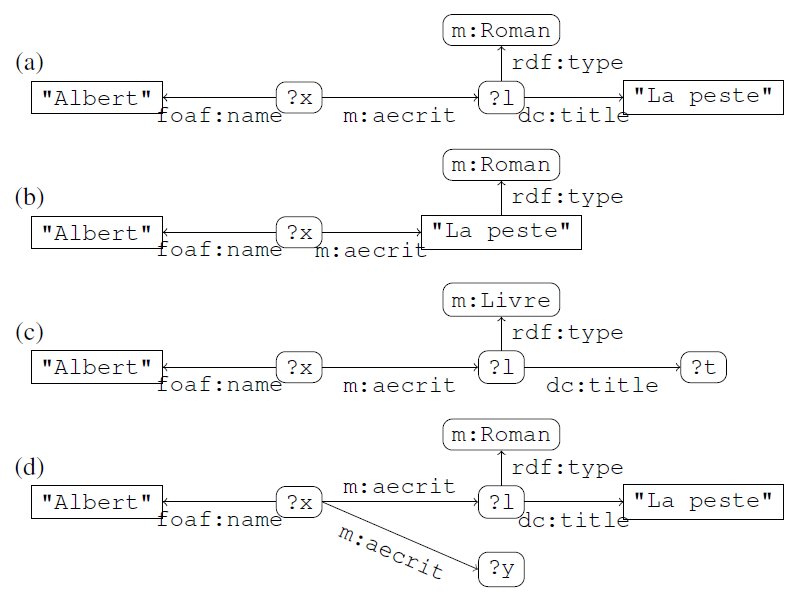 m:Roman
(a)
rdf:type
"Albert" ?x ?l "La peste"
foaf:name m:aecrit dc:title
m:Roman
(b)
rdf:type
"Albert" ?x "La peste"
foaf:name m:aecrit
m:Livre
(c)
rdf:type
"Albert" ?x ?l ?t
foaf:name m:aecrit dc:title
m:Roman
(d)
rdf:type
m:aecrit
"Albert" ?x ?l "La peste"
foaf:name dc:title
m:aecrit
?y